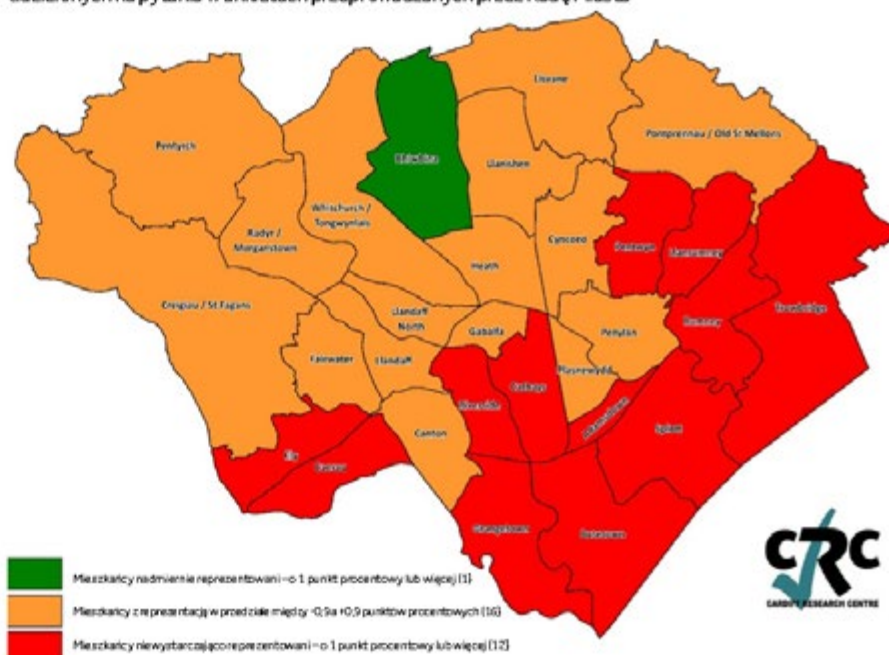 Lisvane
Pentyrch
Rhiwbina
Pomprennau / Old St Mellons
Llanishen
Whitchurch /
Tongwynlais
Radyr /
Morganstown
Cyncoed
Pentwyn
Llanrumney
Heath
Creigiau / St Fagans
Trowbridge
Llandaff
North
Rumney
Gabalfa
Penylan
Fairwater
Llandaff
Plasnewydd
Cathays
Riverside
Adamsdown
Canton
Splott
Ely
Caerau
Grangetown
Butetown
CRC
CARDIFF RESEARCH CENTRE
Mieszkańcy nadmiernie reprezentowani – o 1 punkt procentowy lub więcej (1)
Mieszkańcy z reprezentacją w przedziale między -0,9 a +0,9 punktów procentowych (16)
Mieszkańcy niewystarczająco reprezentowani – o 1 punkt procentowy lub więcej (12)